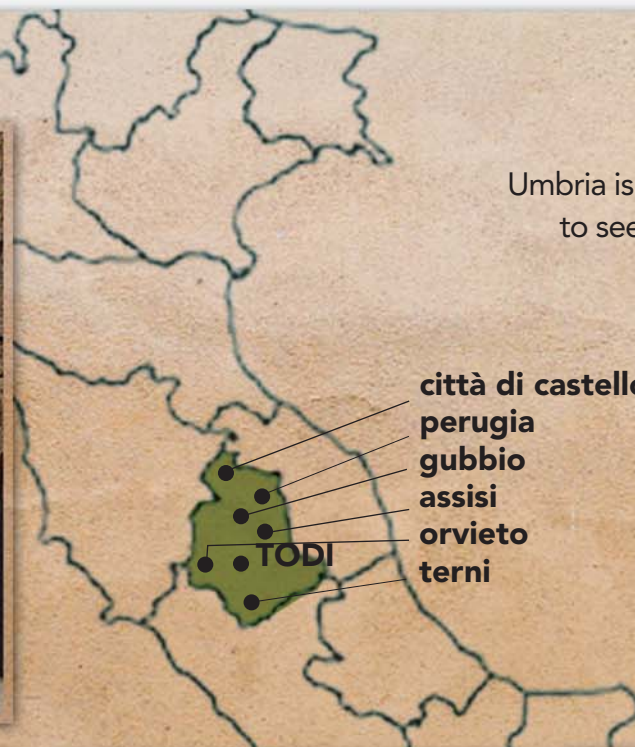 Umbria is
to see
città di castello
perugia
gubbio
assisi
orvieto
TODI
terni